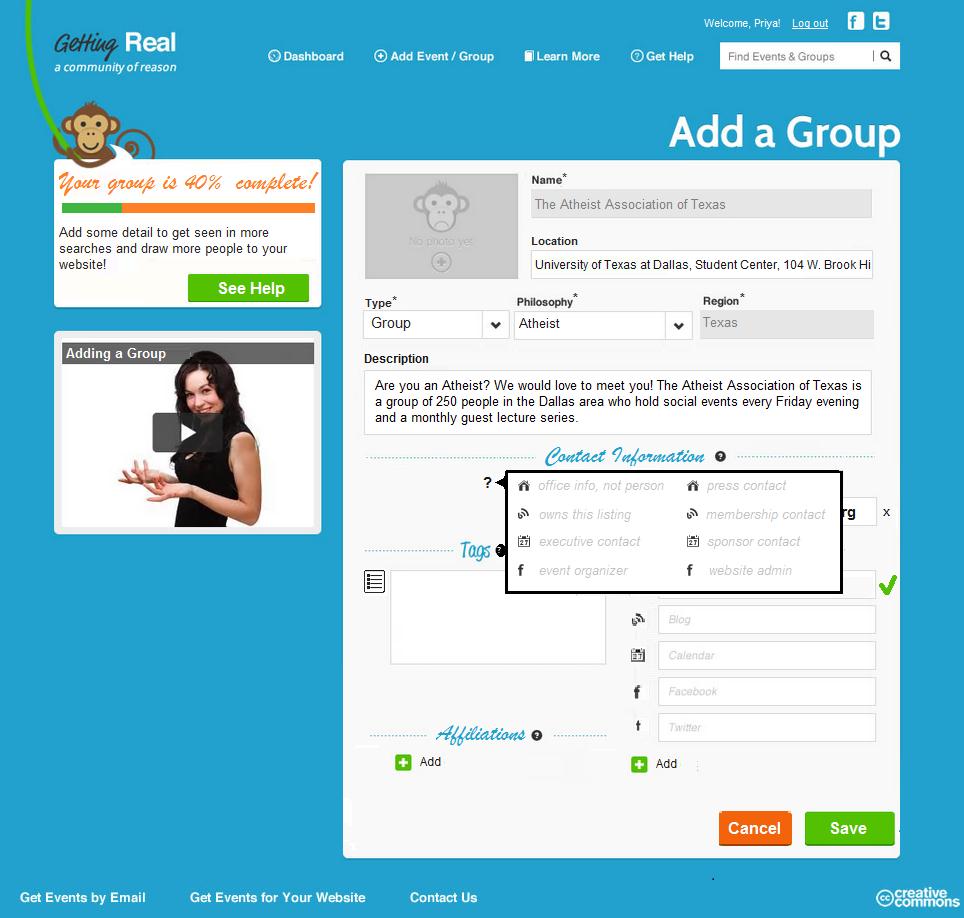 Welcome, Priya! Log out f t
Getting Real
a community of reason
Dashboard Add Event / Group Learn More ? Get Help Find Events & Groups
Add a Group
Your group is 40% complete!
Add some detail to get seen in more
searches and draw more people to your
website!
See Help
Adding a Group
No photo yet
Name*
The Atheist Association of Texas
Location
University of Texas at Dallas, Student Center, 104 W. Brook Hi
Type* Philosophy* Region*
Group Atheist Texas
Description
Are you an Atheist? We would love to meet you! The Atheist Association of Texas is
a group of 250 people in the Dallas area who hold social events every Friday evening
and a monthly guest lecture series.
Contact Information ?
?
office info, not person press contact
owns this listing membership contact
27 executive contact 27 sponsor contact
f event organizer f website admin
rg x
Tags ?
Blog
27 Calendar
f Facebook
t Twitter
Affiliations ?
Add
Add
Cancel Save
Get Events by Email Get Events for Your Website Contact Us
cc creative commons